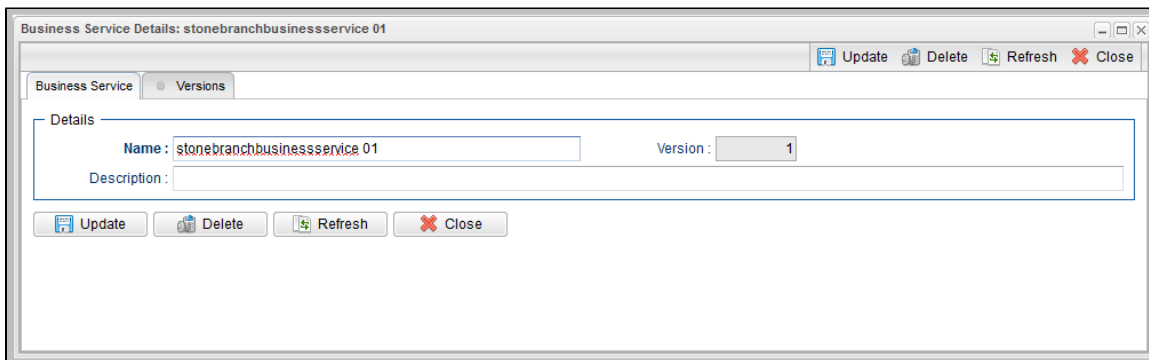 Business Service Details: stonebranchbusinessservice 01
Update Delete Refresh Close
Business Service Versions
Details
Name : stonebranchbusinessservice 01 Version : 1
Description :
Update Delete Refresh Close